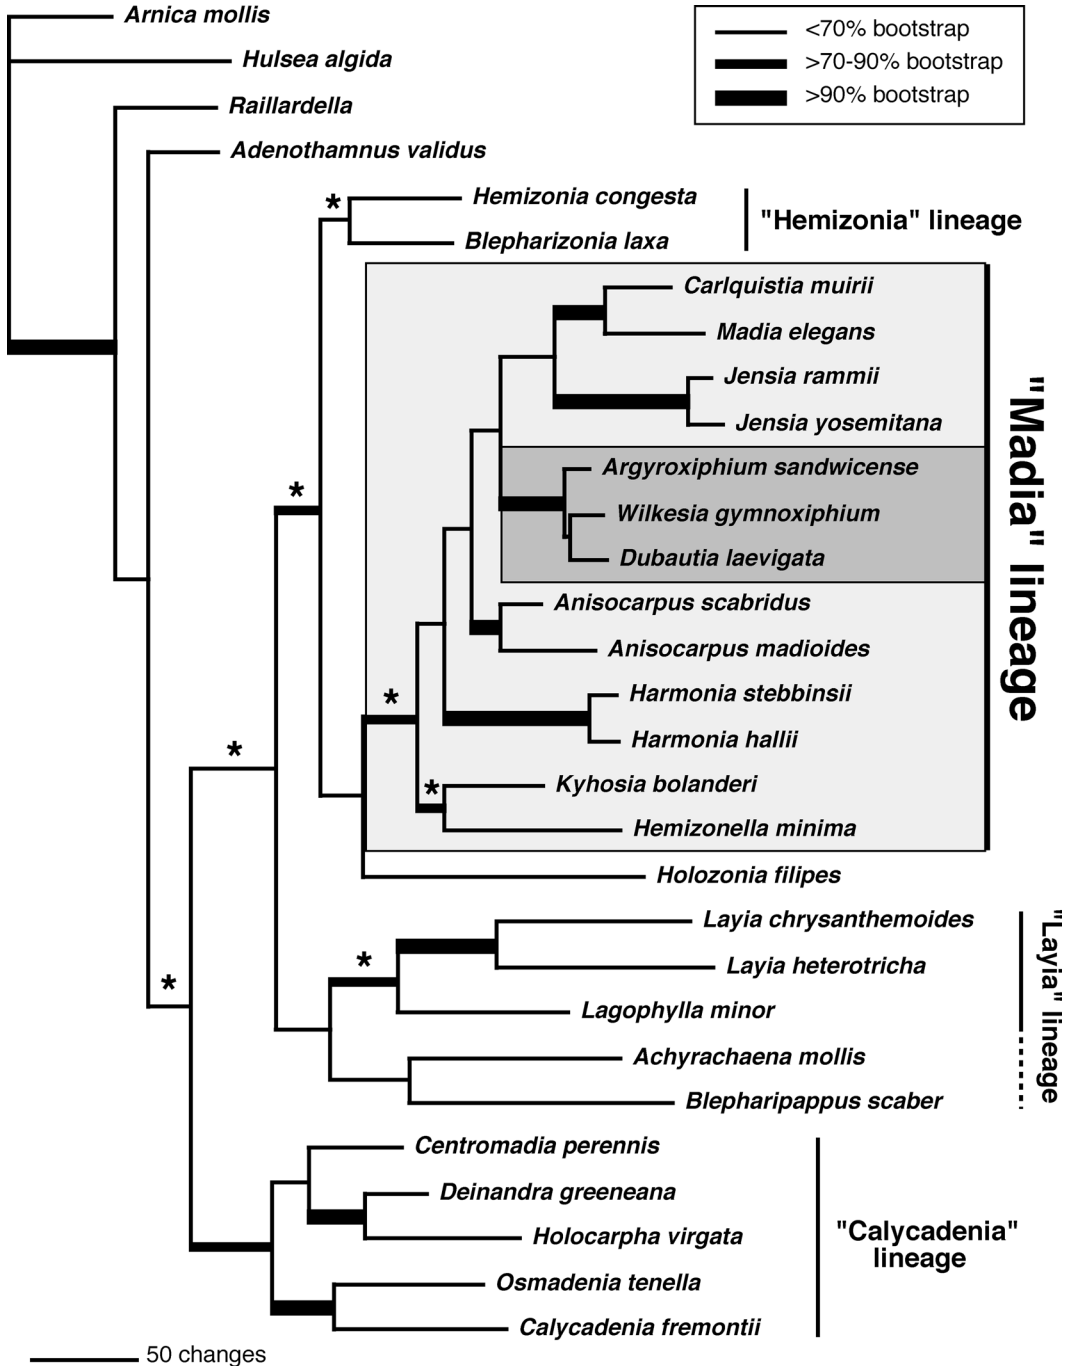 Arnica mollis
Hulsea algida
Raillardella
Adenothamnus validus
<70% bootstrap
>70-90% bootstrap
>90% bootstrap
*
Hemizonia congesta
Blepharizonia laxa
"Hemizonia" lineage
Carlquistia muirii
Madia elegans
Jensia rammii
Jensia yosemitana
Argyroxiphium sandwicense
*
Wilkesia gymnoxiphium
Dubautia laevigata
Anisocarpus scabridus
Anisocarpus madioides
"Madia" lineage
*
Harmonia stebbinsii
Harmonia hallii
*
*
Kyhosia bolanderi
Hemizonella minima
Holozonia filipes
*
*
Layia chrysanthemoides
Layia heterotricha
Lagophylla minor
Achyrachaena mollis
Blepharipappus scaber
"Layia" lineage
Centromadia perennis
Deinandra greeneana
Holocarpha virgata
Osmadenia tenella
Calycadenia fremontii
"Calycadenia"
lineage
50 changes